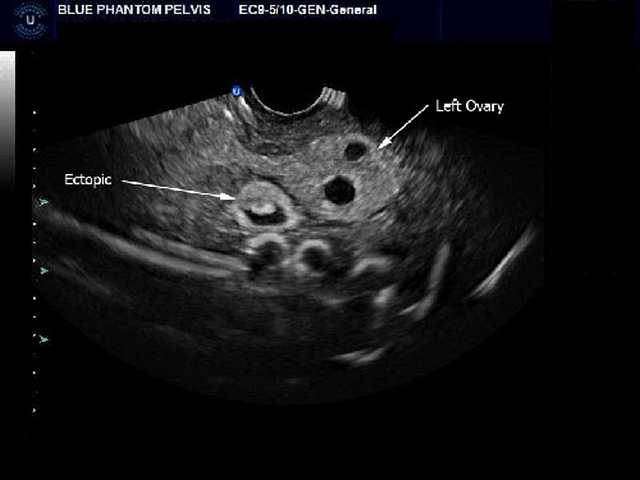 BLUE PHANTOM PELVIS EC9-5/10-GEN-General
U
U
Left Ovary
Ectopic